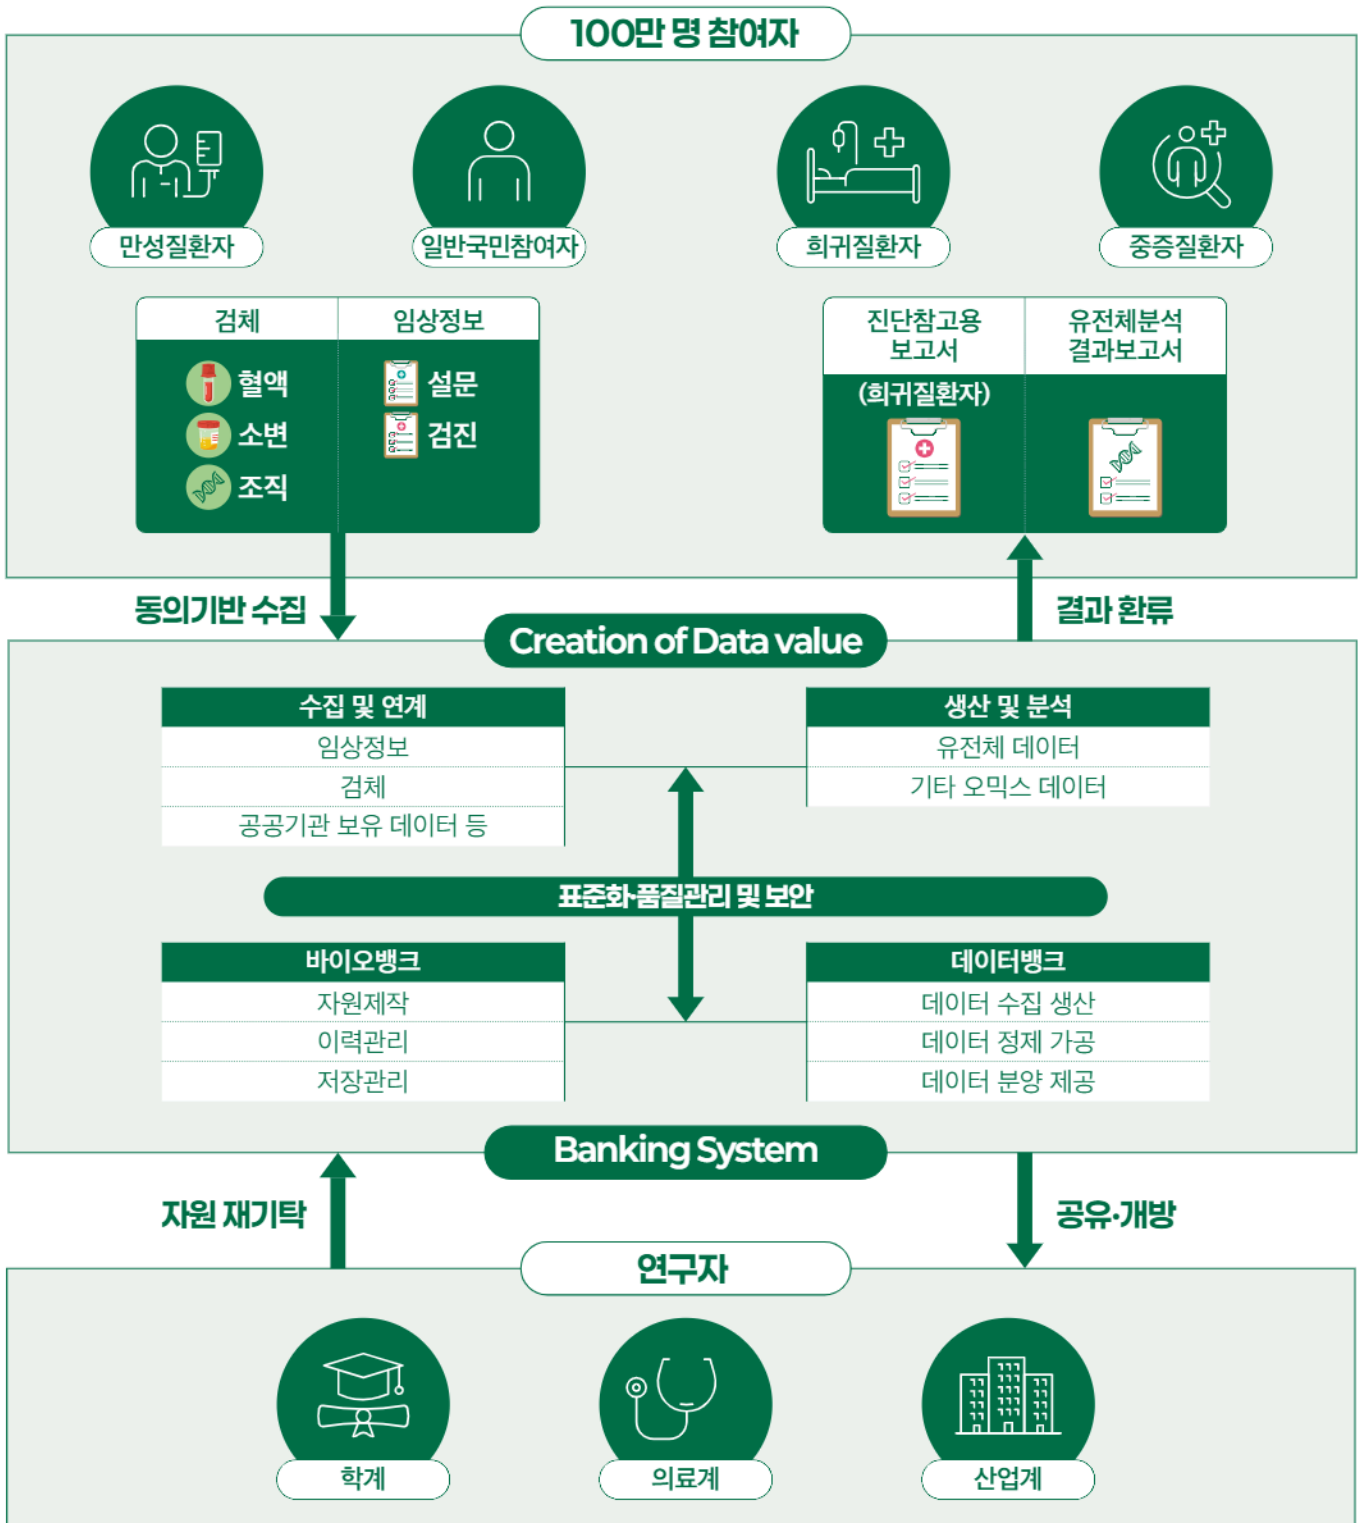 100만 명 참여자
만성질환자
일반국민참여자
희귀질환자
중증질환자
검체
임상정보
혈액
소변
조직
설문
검진
진단참고용
보고서
유전체분석
결과보고서
(희귀질환자)
동의기반 수집
결과 환류
Creation of Data value
수집 및 연계
임상정보
검체
공공기관 보유 데이터 등
생산 및 분석
유전체 데이터
기타 오믹스 데이터
표준화·품질관리 및 보안
바이오뱅크
자원제작
이력관리
저장관리
데이터뱅크
데이터 수집 생산
데이터 정제 가공
데이터 분양 제공
Banking System
자원 재기탁
공유·개방
연구자
학계
의료계
산업계